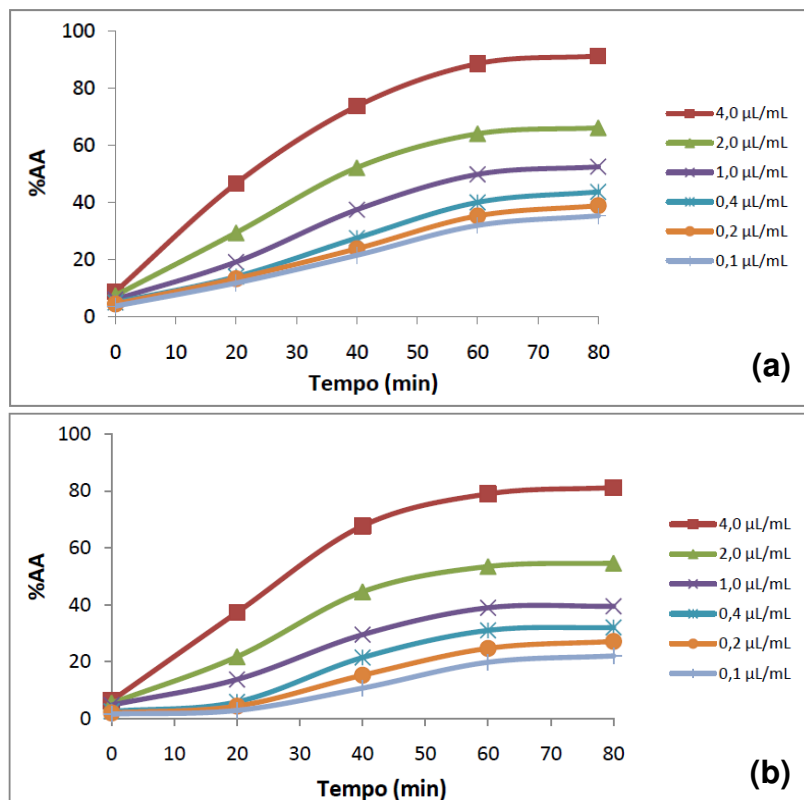 100
80
60
40
20
0
%AA
0 10 20 30 40 50 60 70 80
Tempo (min)
4,0 µL/mL
2,0 µL/mL
1,0 µL/mL
0,4 µL/mL
0,2 µL/mL
0,1 µL/mL
(a)
100
80
60
40
20
0
%AA
0 10 20 30 40 50 60 70 80
Tempo (min)
4,0 µL/mL
2,0 µL/mL
1,0 µL/mL
0,4 µL/mL
0,2 µL/mL
0,1 µL/mL
(b)